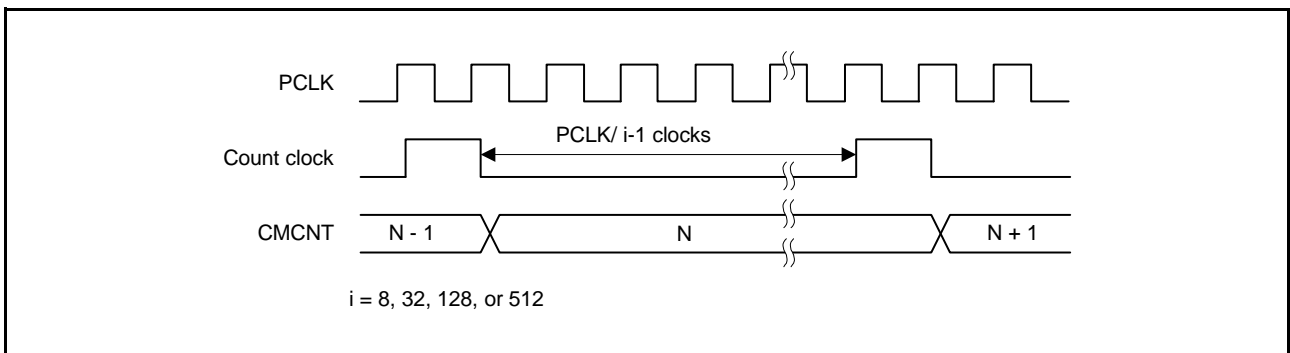 PCLK
PCLK/ i-1 clocks
Count clock
CMCNT
N - 1
N
N + 1
i = 8, 32, 128, or 512